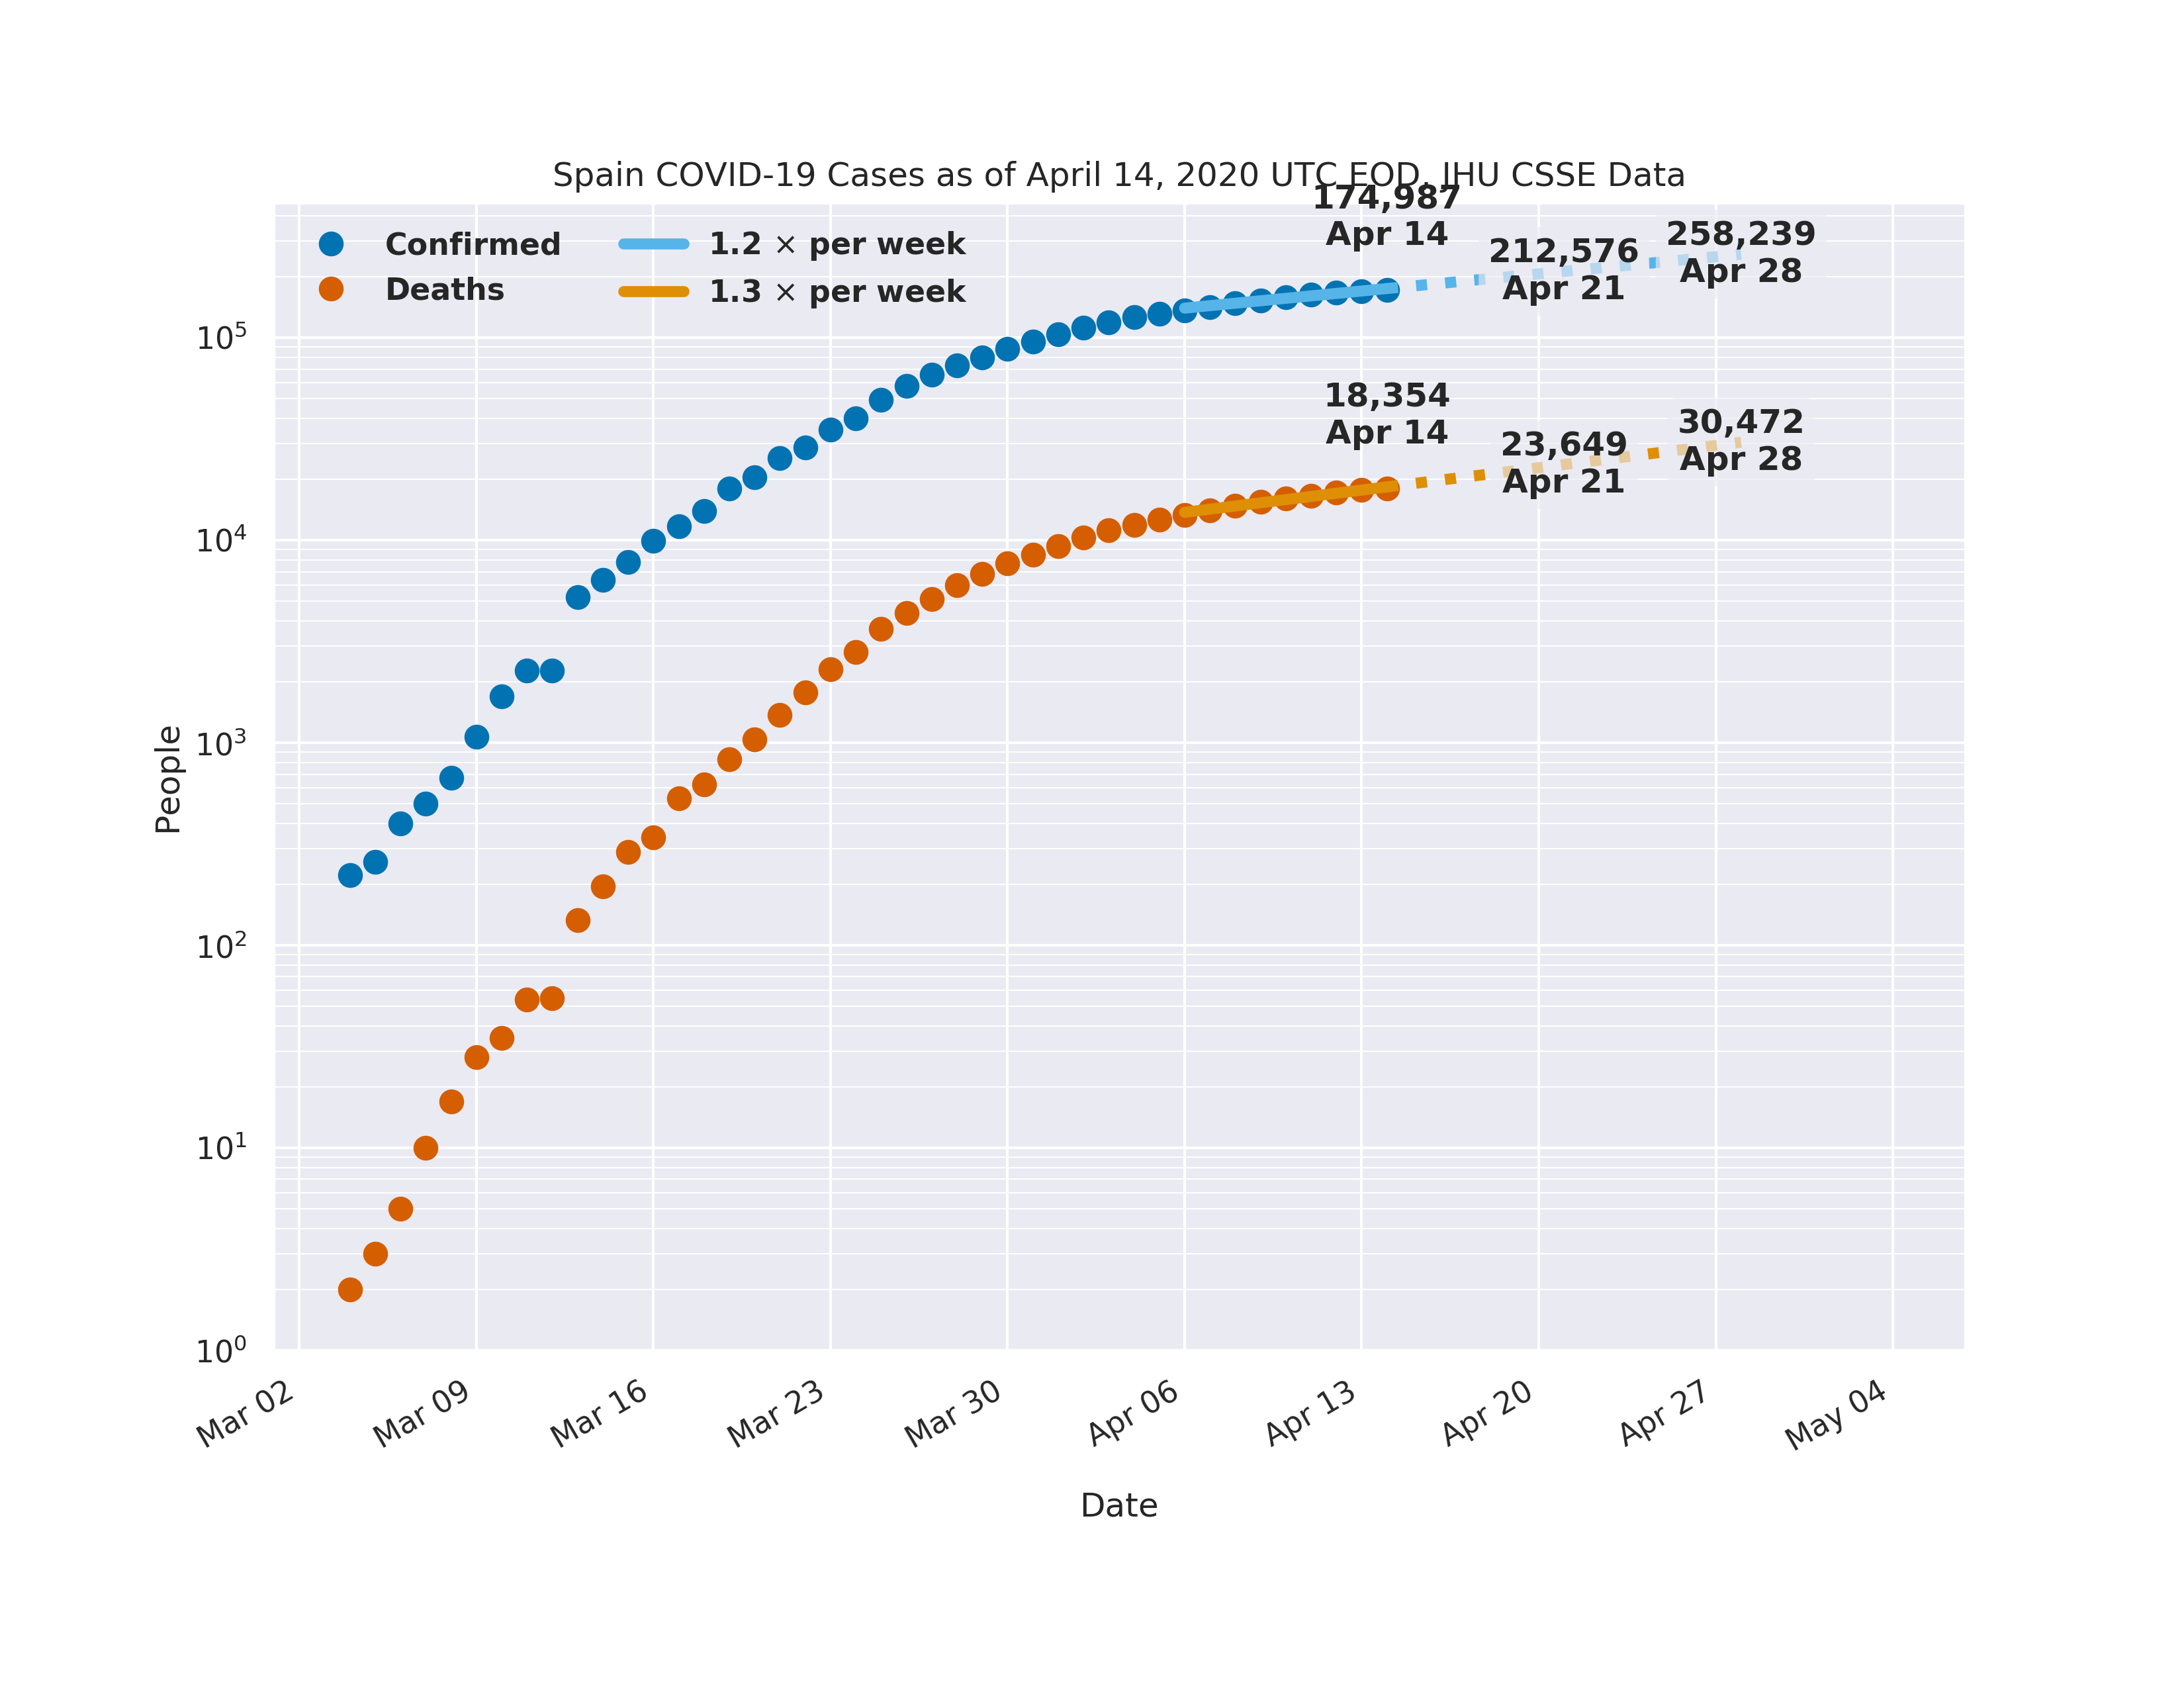 Spain COVID-19 Cases as of April 14, 2020 UTC EOD, JHU CSSE Data
Confirmed
Deaths
1.2 × per week
1.3 × per week
174,987
Apr 14
212,576
Apr 21
258,239
Apr 28
18,354
Apr 14
23,649
Apr 21
30,472
Apr 28
People
10⁵
10⁴
10³
10²
10¹
10⁰
Mar 02
Mar 09
Mar 16
Mar 23
Mar 30
Apr 06
Apr 13
Apr 20
Apr 27
May 04
Date